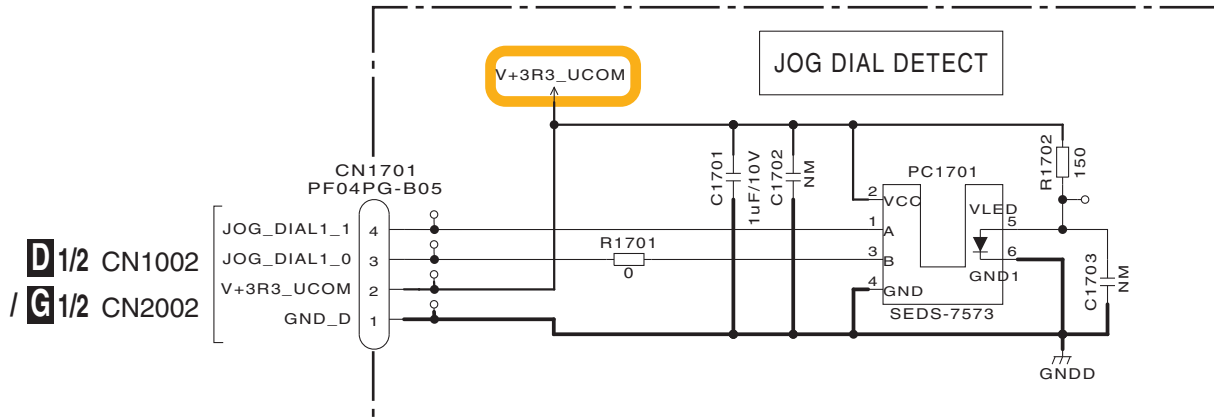 JOG DIAL DETECT
V+3R3_UCOM
CN1701
PF04PG-B05
C1701
1uF/10V
C1702
NM
PC1701
R1702
150
2
VCC
VLED
JOG_DIAL1_1
4
1
A
5
D 1/2 CN1002
JOG_DIAL1_0
3
R1701
0
3
B
6
GND1
/ G 1/2 CN2002
V+3R3_UCOM
2
4
GND
C1703
NM
GND_D
1
SEDS-7573
GNDD